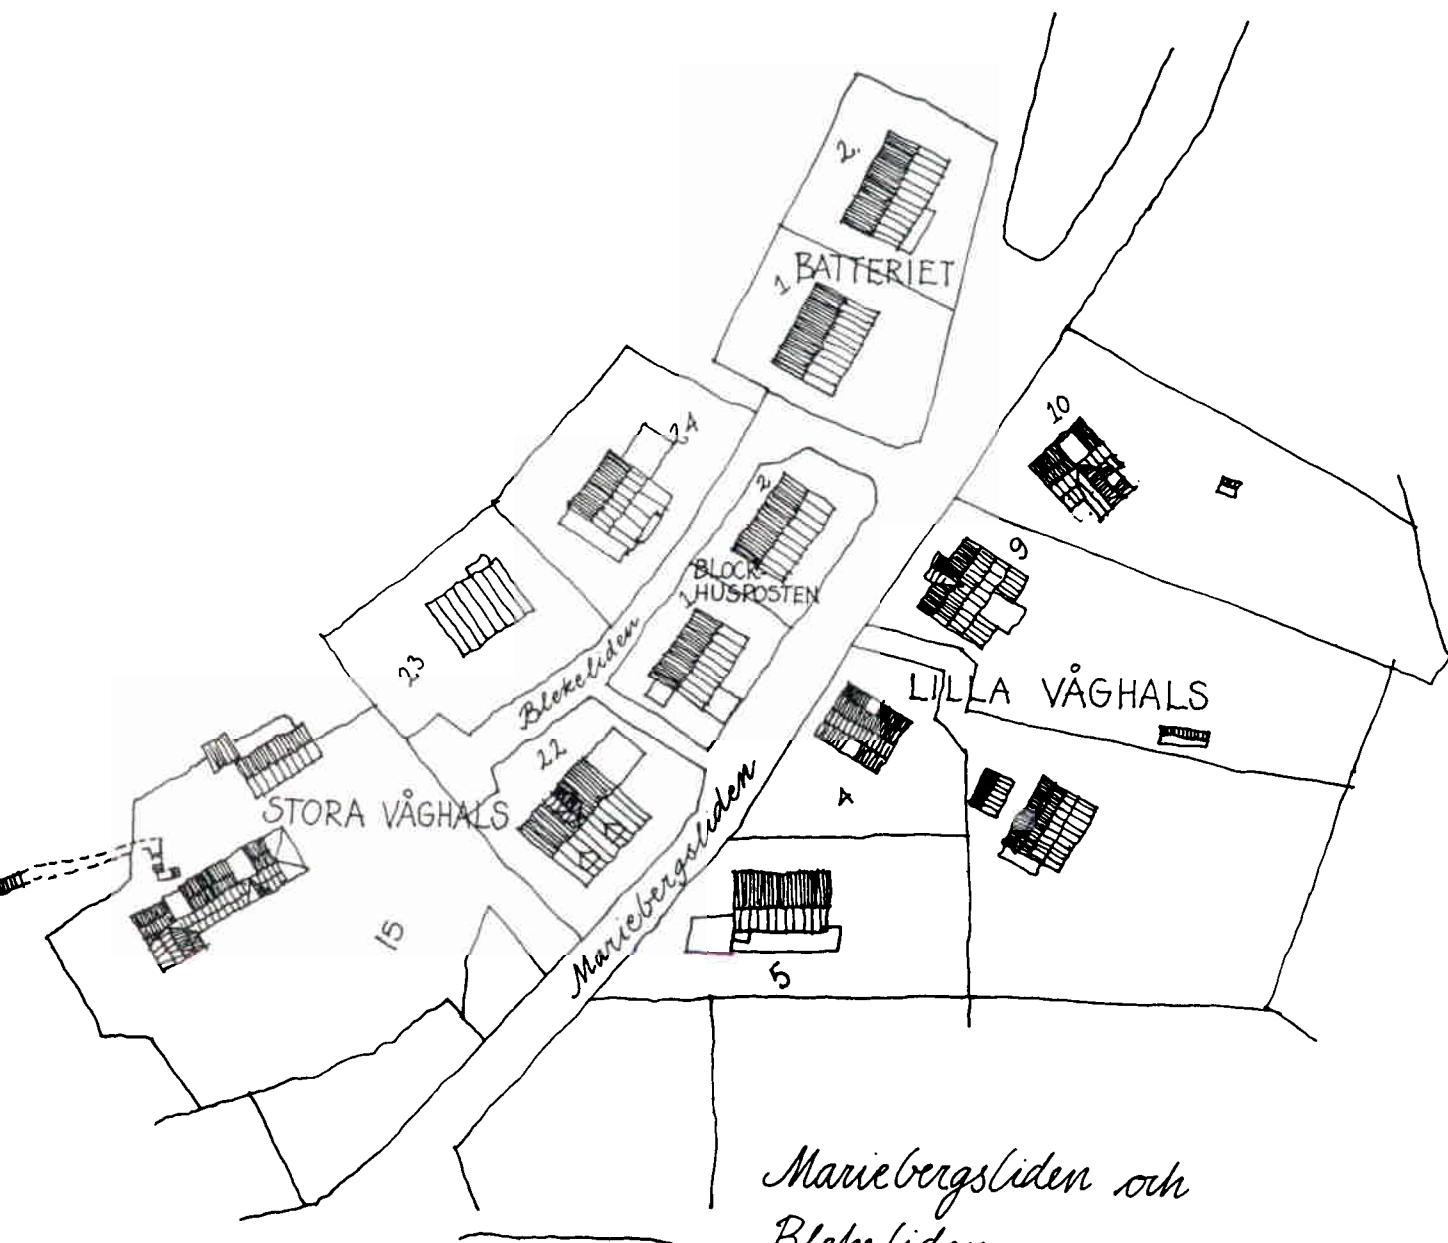 2.
BATTERIET
1
24
10
2
9
BLOCK-
HUSPOSTEN
1
23
Blekeliden
LILLA VÅGHALS
22
4
STORA VÅGHALS
Mariebergsliden
15
5
Mariebergsliden och
Blekeliden